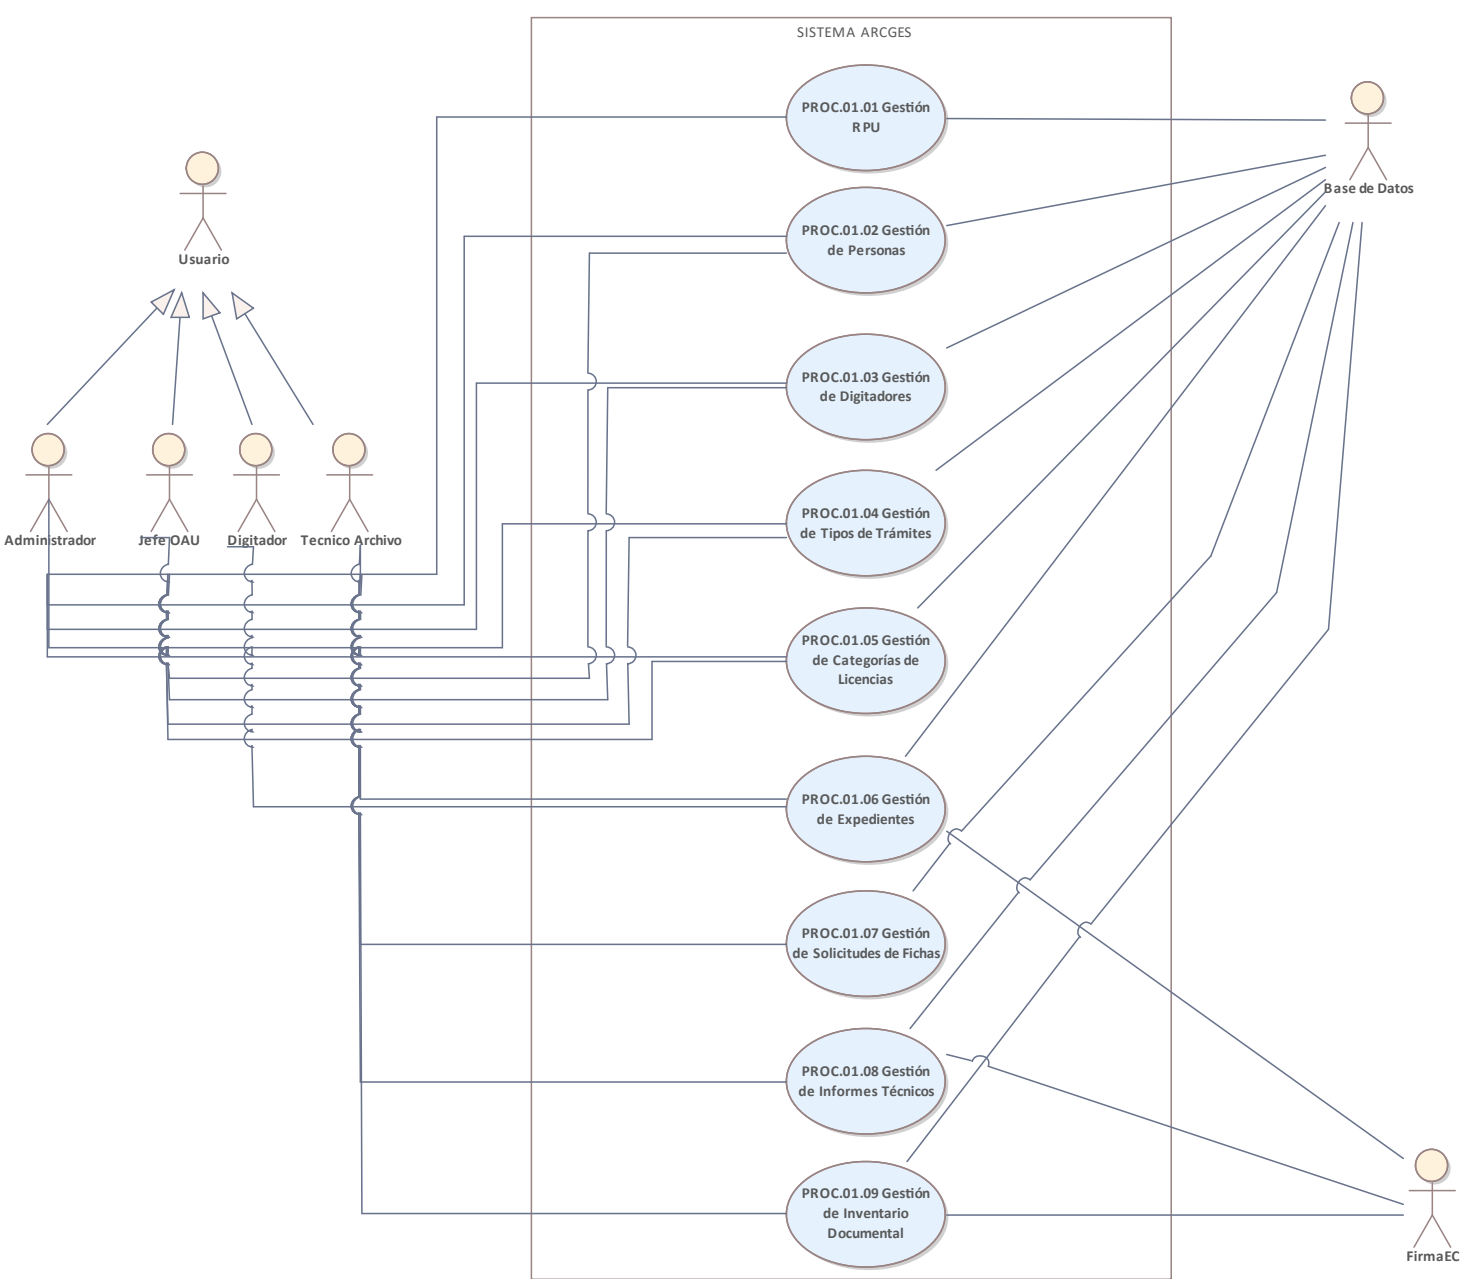 SISTEMA ARCGES
PROC.01.01 Gestión
RPU
Base de Datos
PROC.01.02 Gestión
de Personas
Usuario
PROC.01.03 Gestión
de Digitadores
PROC.01.04 Gestión
de Tipos de Trámites
Administrador
Jefe OAU
Digitador
Tecnico Archivo
PROC.01.05 Gestión
de Categorías de
Licencias
PROC.01.06 Gestión
de Expedientes
PROC.01.07 Gestión
de Solicitudes de Fichas
PROC.01.08 Gestión
de Informes Técnicos
PROC.01.09 Gestión
de Inventario
Documental
FirmaEC